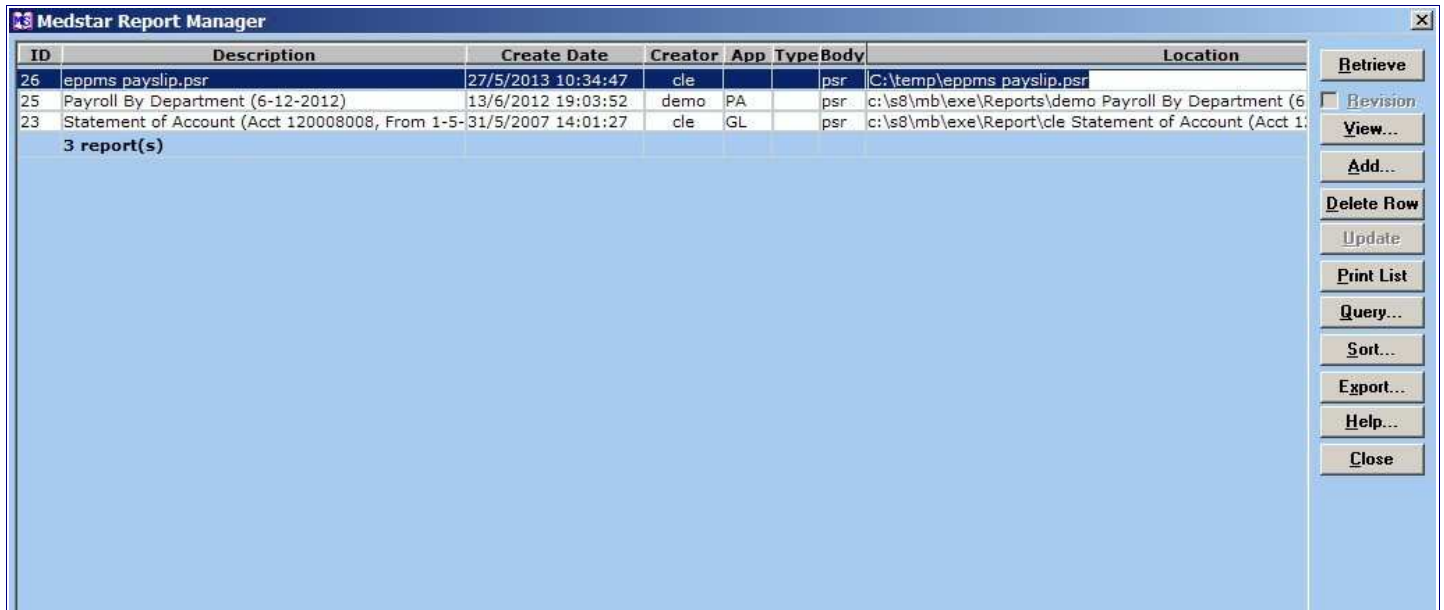 Medstar Report Manager
ID Description Create Date Creator App Type Body Location
26 eppms payslip.psr 27/5/2013 10:34:47 cle psr C:\temp\eppms payslip.psr
25 Payroll By Department (6-12-2012) 13/6/2012 19:03:52 demo PA psr c:\s8\mb\exe\Reports\demo Payroll By Department (6
23 Statement of Account (Acct 120008008, From 1-5- 31/5/2007 14:01:27 cle GL psr c:\s8\mb\exe\Report\cle Statement of Account (Acct 1
3 report(s)
Retrieve
Revision
View...
Add...
Delete Row
Update
Print List
Query...
Sort...
Export...
Help...
Close